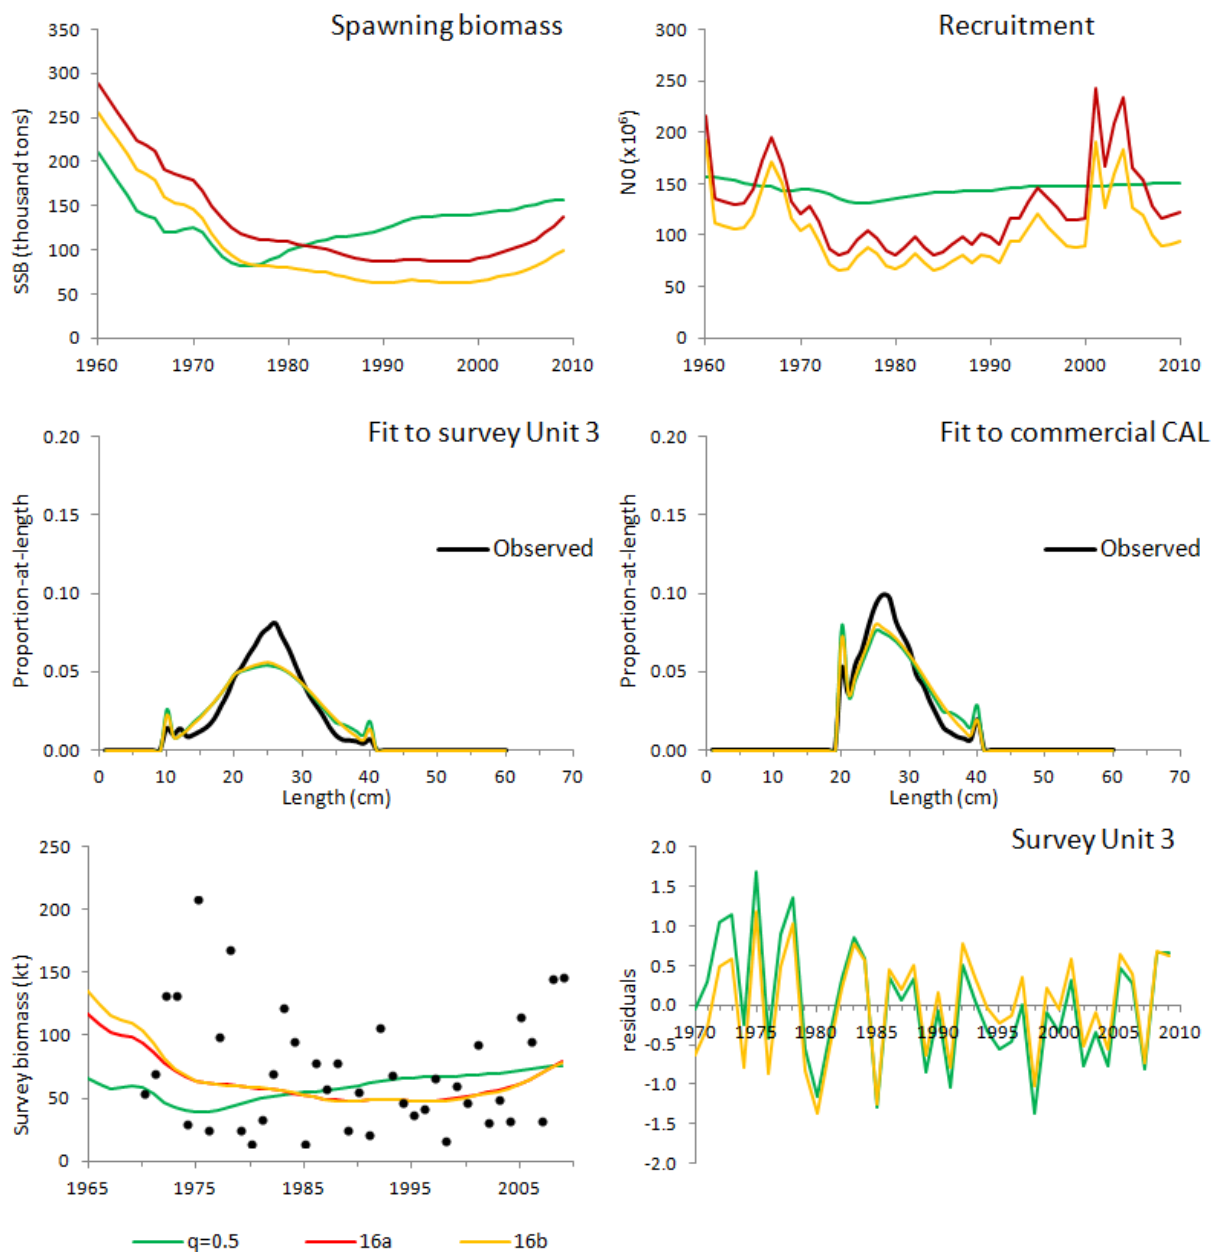 Spawning biomass
SSB (thousand tons)
350
300
250
200
150
100
50
0
1960 1970 1980 1990 2000 2010
Recruitment
N0 (x10⁶)
300
250
200
150
100
50
0
1960 1970 1980 1990 2000 2010
Fit to survey Unit 3
Proportion-at-length
0.20
0.15
0.10
0.05
0.00
Observed
0 10 20 30 40 50 60 70
Length (cm)
Fit to commercial CAL
Proportion-at-length
0.20
0.15
0.10
0.05
0.00
Observed
0 10 20 30 40 50 60 70
Length (cm)
Survey biomass (kt)
250
200
150
100
50
0
1965 1975 1985 1995 2005
Survey Unit 3
residuals
2.0
1.5
1.0
0.5
0.0
-0.5
-1.0
-1.5
-2.0
1970 1975 1980 1985 1990 1995 2000 2005 2010
q=0.5 16a 16b